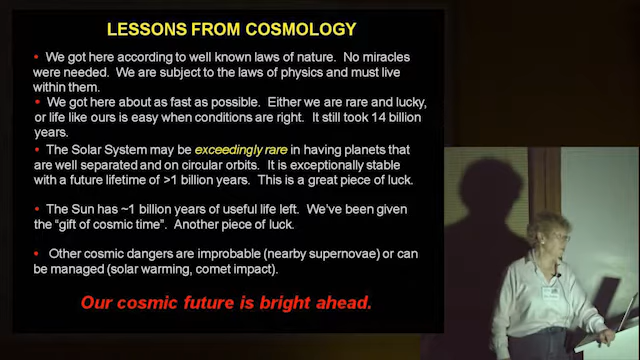 LESSONS FROM COSMOLOGY
• We got here according to well known laws of nature. No miracles
were needed. We are subject to the laws of physics and must live
within them.
• We got here about as fast as possible. Either we are rare and lucky,
or life like ours is easy when conditions are right. It still took 14 billion
years.
• The Solar System may be exceedingly rare in having planets that
are well separated and on circular orbits. It is exceptionally stable
with a future lifetime of >1 billion years. This is a great piece of luck.
• The Sun has ~1 billion years of useful life left. We've been given
the "gift of cosmic time". Another piece of luck.
• Other cosmic dangers are improbable (nearby supernovae) or can
be managed (solar warming, comet impact).
Our cosmic future is bright ahead.